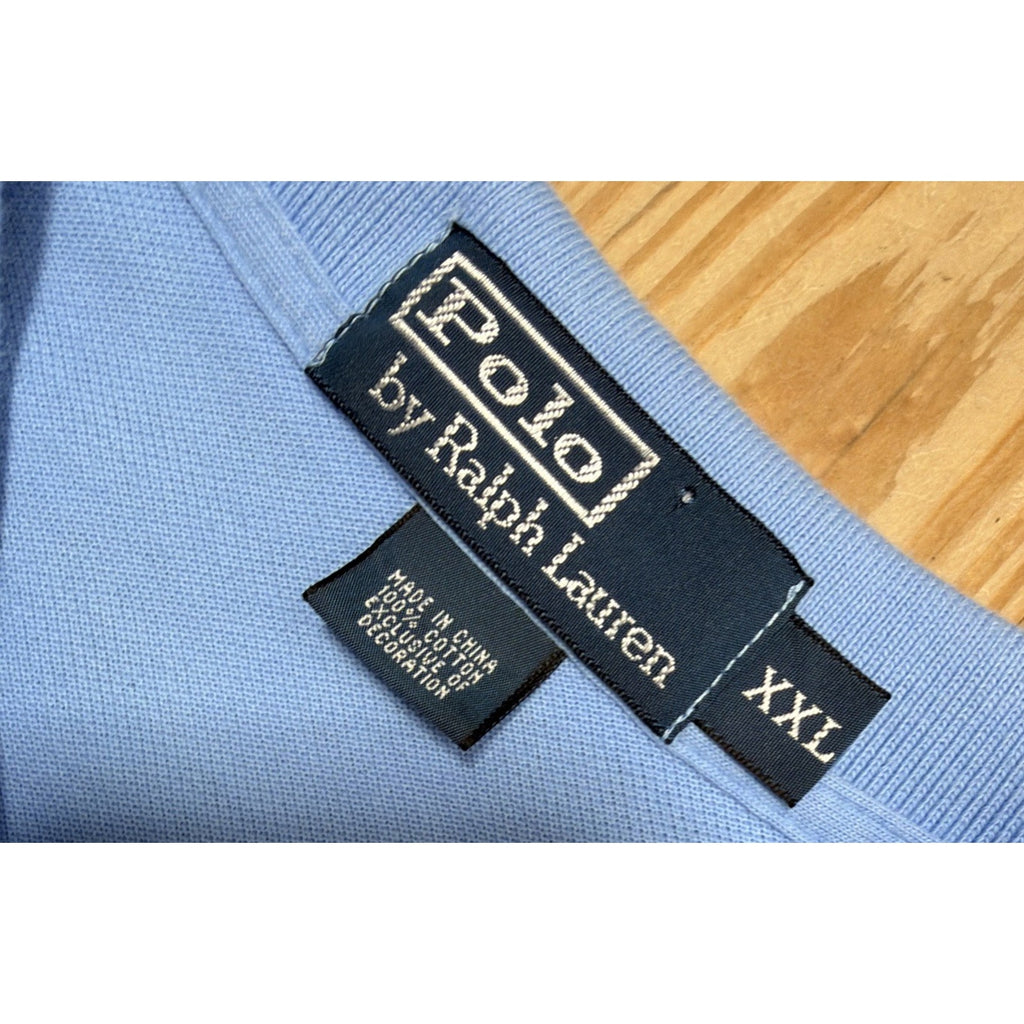 Polo
by Ralph Lauren
XXL
MADE IN CHINA
100% COTTON
EXCLUSIVE OF
DECORATION